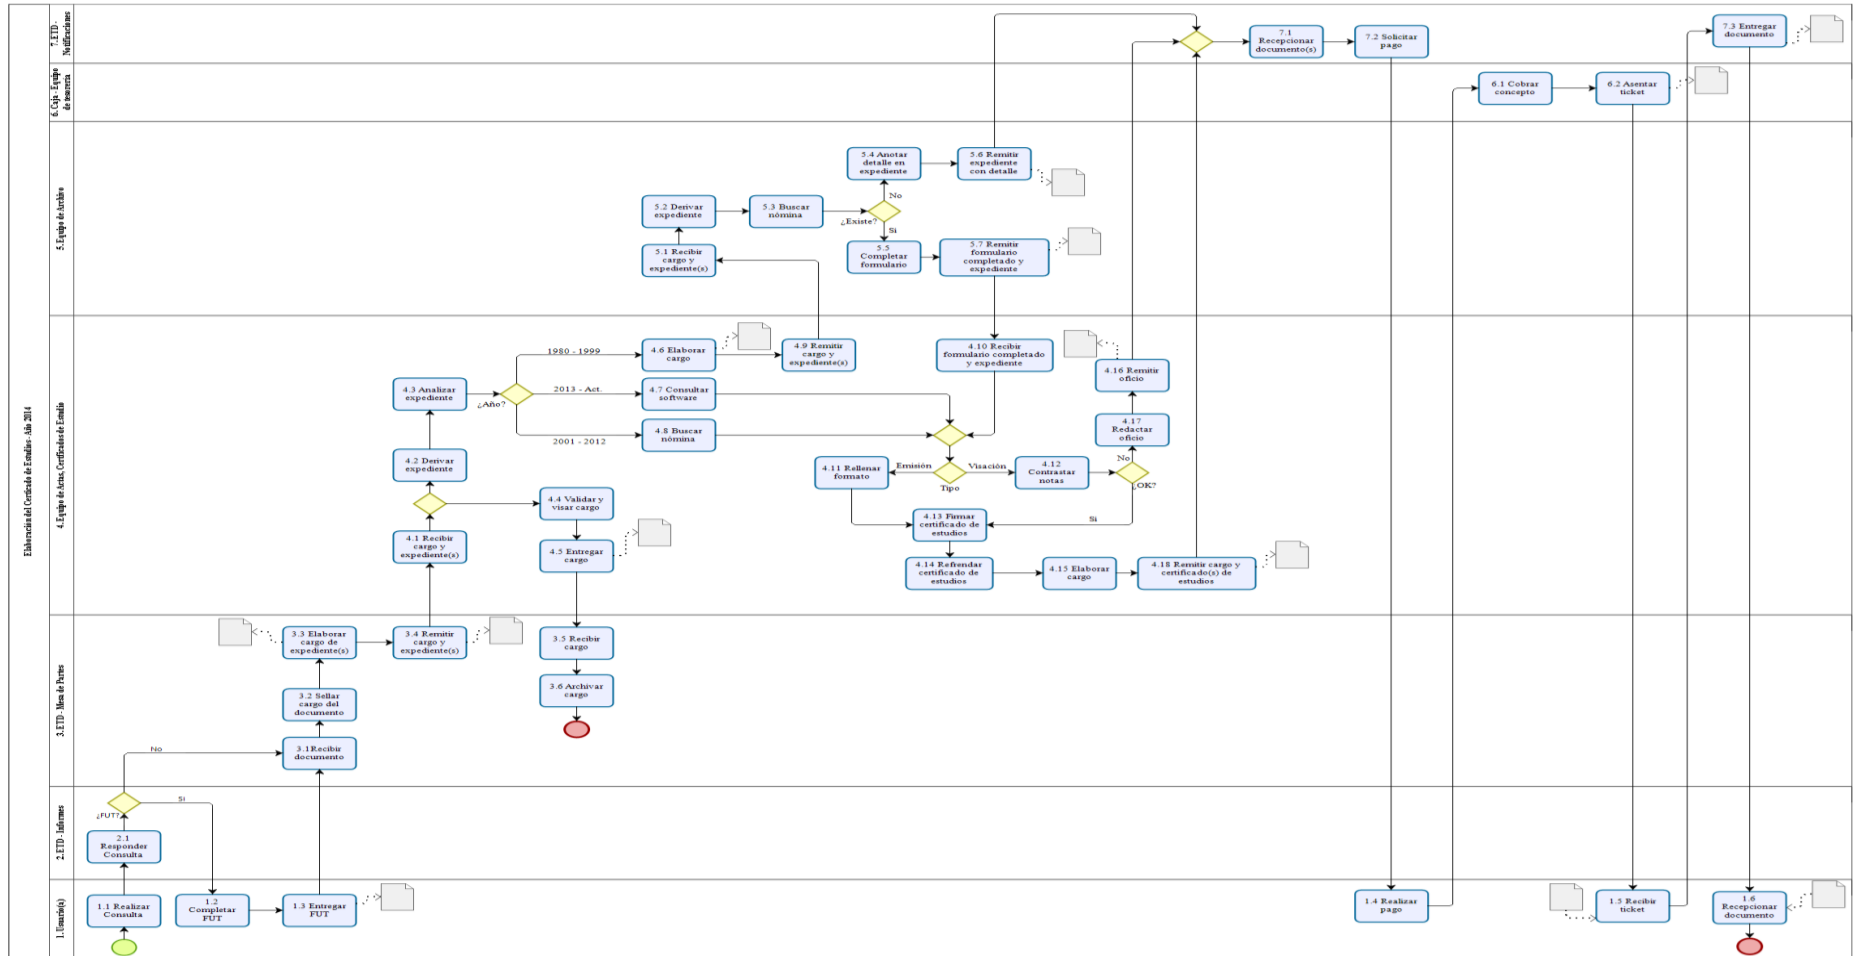 Elaboración del Certicado de Estudios - Año 2014
7.ETD -
Notificaciones
7.1
Recepcionar
documento(s)
7.2 Solicitar
pago
7.3 Entregar
documento
6.Caja - Equipo
de tesorería
6.1 Cobrar
concepto
6.2 Asentar
ticket
5.Equipo de Archivo
5.4 Anotar
detalle en
expediente
5.6 Remitir
expediente
con detalle
No
5.2 Derivar
expediente
5.3 Buscar
nómina
¿Existe?
Si
5.1 Recibir
cargo y
expediente(s)
5.5
Completar
formulario
5.7 Remitir
formulario
completado y
expediente
4.Equipo de Actas, Certificados de Estudio
1980 - 1999
4.6 Elaborar
cargo
4.9 Remitir
cargo y
expediente(s)
4.10 Recibir
formulario completado
y expediente
4.16 Remitir
oficio
4.3 Analizar
expediente
¿Año?
2013 - Act.
4.7 Consultar
software
2001 - 2012
4.8 Buscar
nómina
4.17
Redactar
oficio
No
4.2 Derivar
expediente
4.11 Rellenar
formato
Emisión
Tipo
Visación
4.12
Contrastar
notas
¿OK?
4.4 Validar y
visar cargo
4.13 Firmar
certificado de
estudios
Si
4.1 Recibir
cargo y
expediente(s)
4.5 Entregar
cargo
4.14 Refrendar
certificado de
estudios
4.15 Elaborar
cargo
4.18 Remitir cargo y
certificado(s) de
estudios
3.ETD - Mesa de Partes
3.3 Elaborar
cargo de
expediente(s)
3.4 Remitir
cargo y
expediente(s)
3.5 Recibir
cargo
3.2 Sellar
cargo del
documento
3.6 Archivar
cargo
No
3.1Recibir
documento
2.ETD - Informes
Si
¿FUT?
2.1
Responder
Consulta
1.Usuario(a)
1.1 Realizar
Consulta
1.2
Completar
FUT
1.3 Entregar
FUT
1.4 Realizar
pago
1.5 Recibir
ticket
1.6
Recepcionar
documento